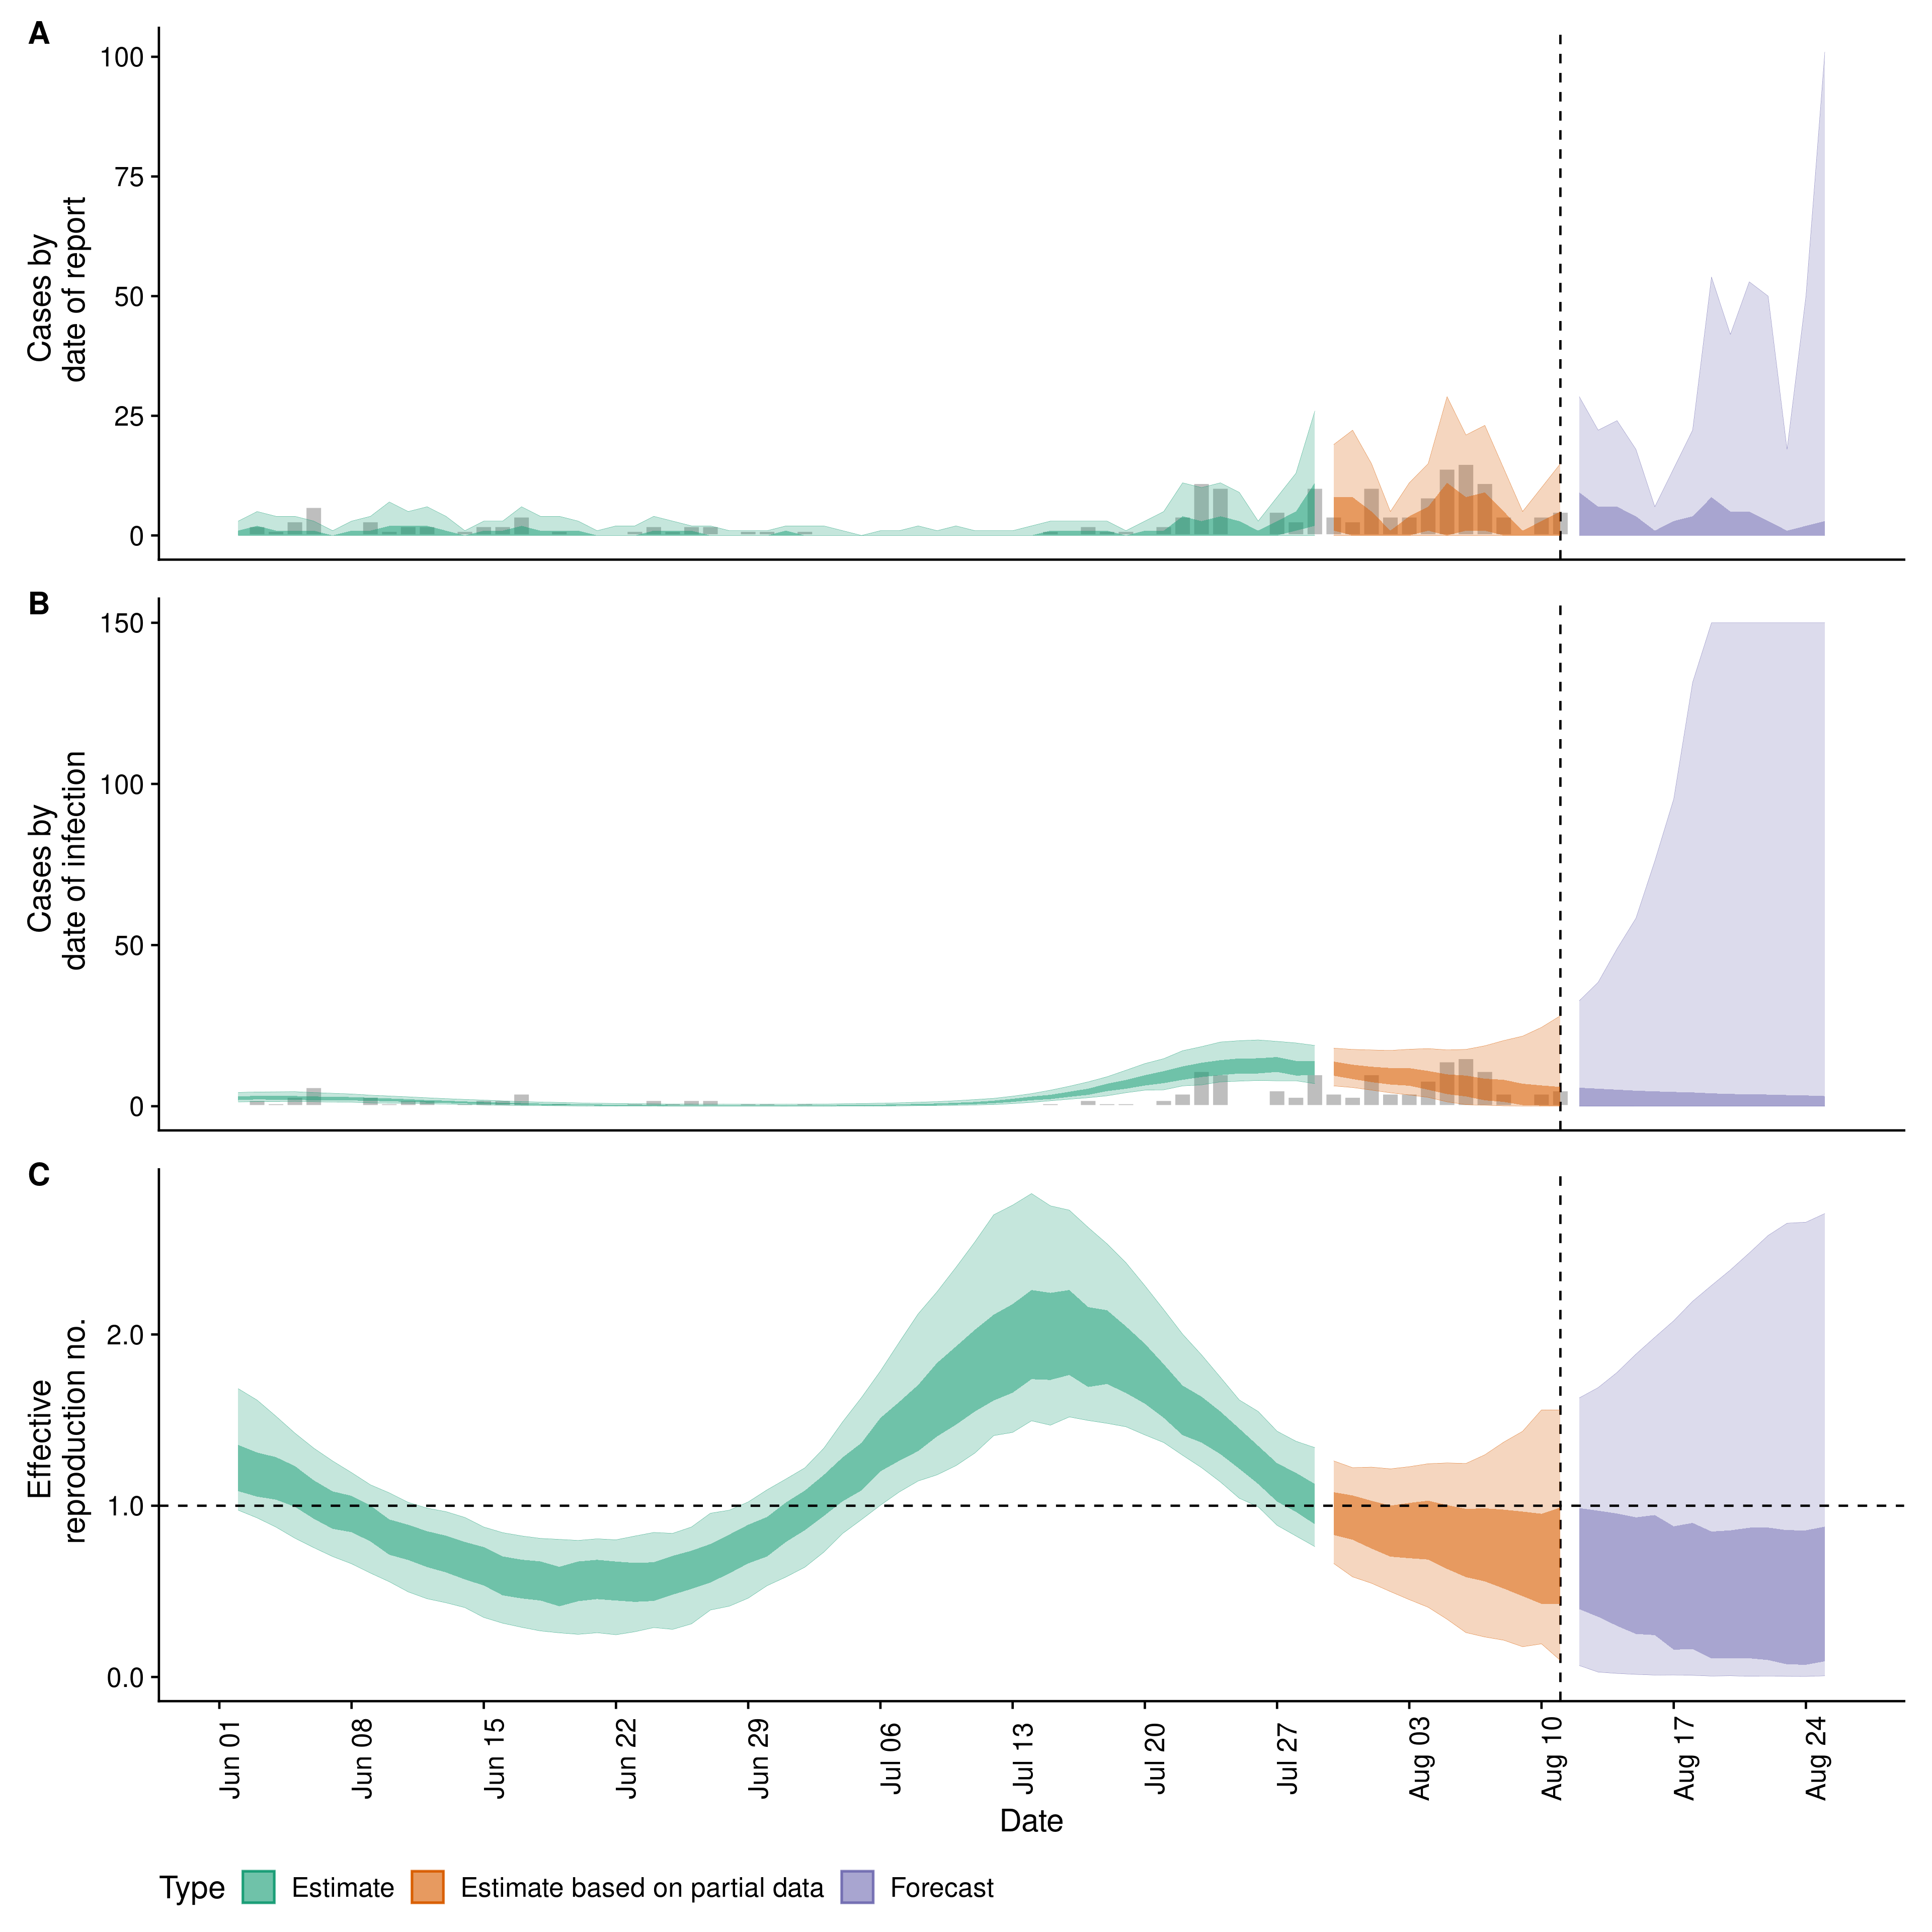 A
Cases by
date of report
100
75
50
25
0
B
Cases by
date of infection
150
100
50
0
C
Effective
reproduction no.
2.0
1.0
0.0
Jun 01
Jun 08
Jun 15
Jun 22
Jun 29
Jul 06
Jul 13
Jul 20
Jul 27
Aug 03
Aug 10
Aug 17
Aug 24
Date
Type Estimate Estimate based on partial data Forecast